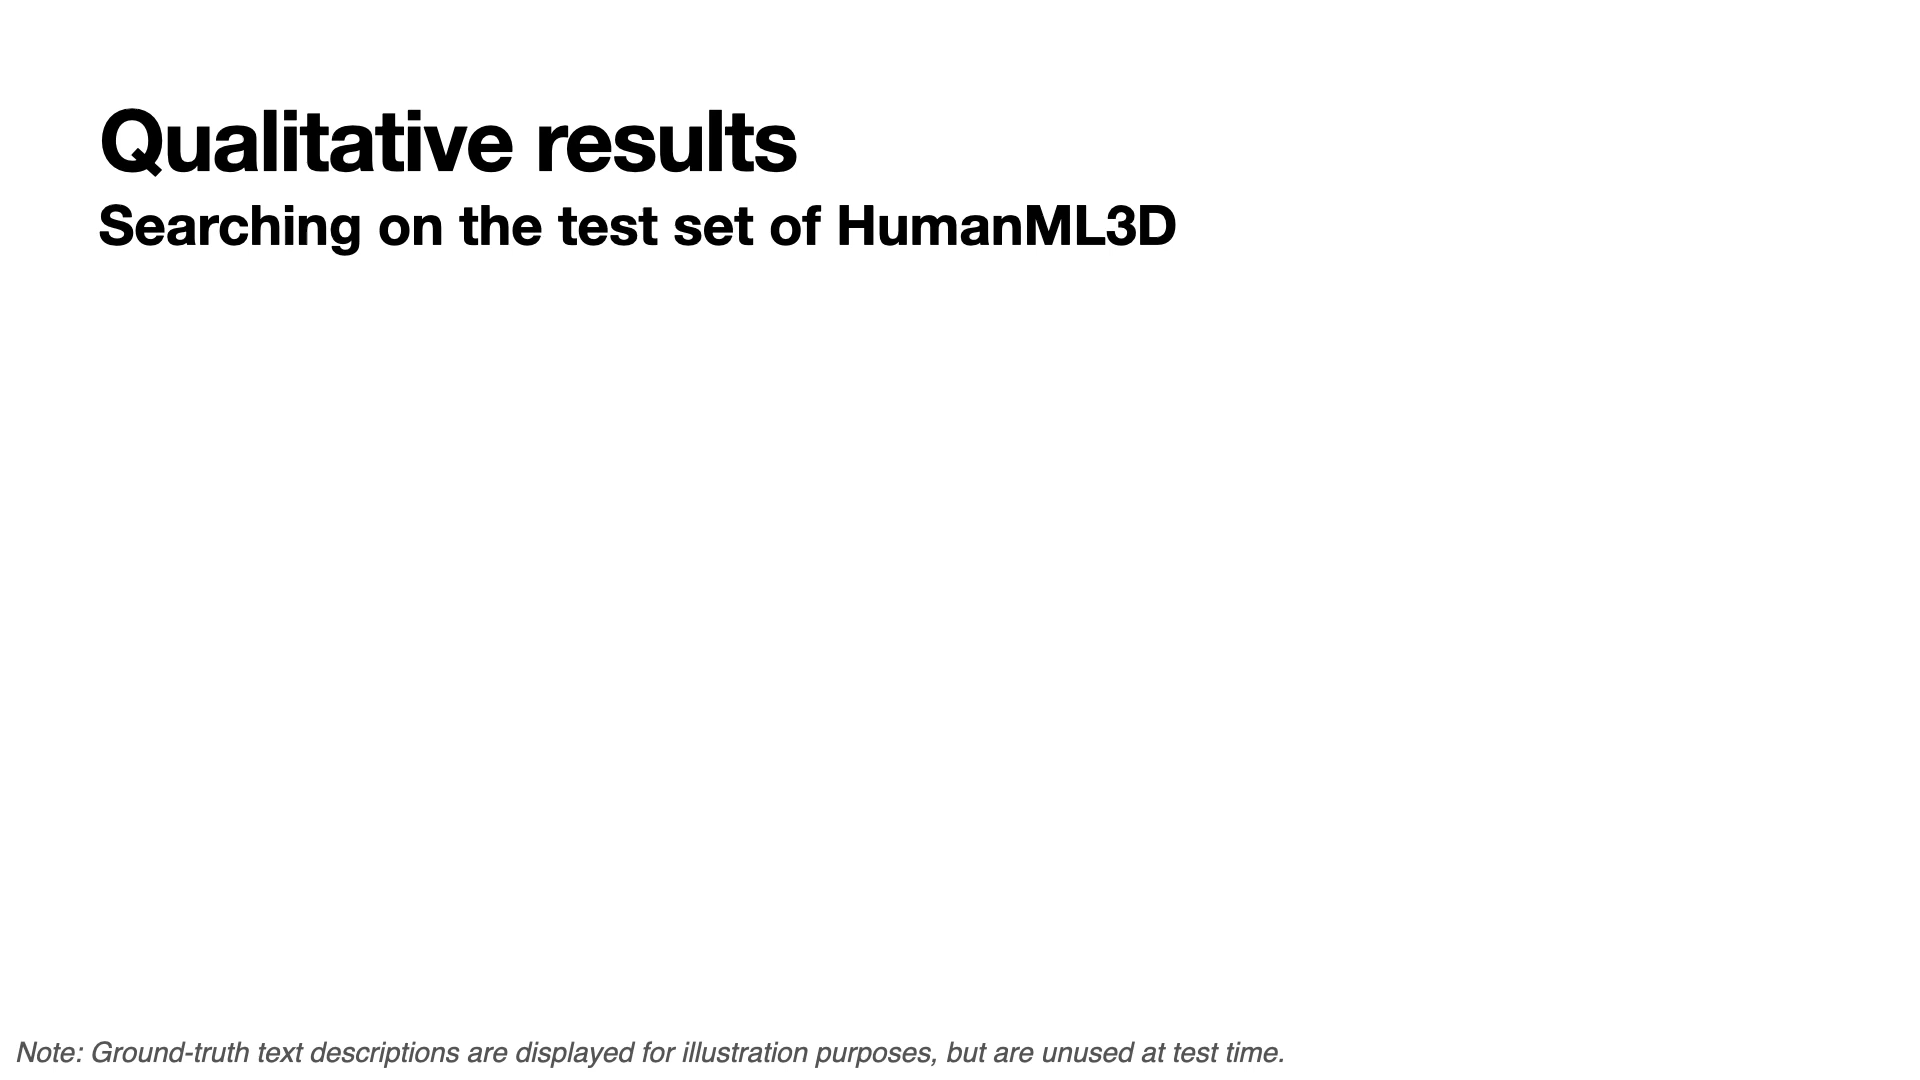 Qualitative results
Searching on the test set of HumanML3D
Note: Ground-truth text descriptions are displayed for illustration purposes, but are unused at test time.